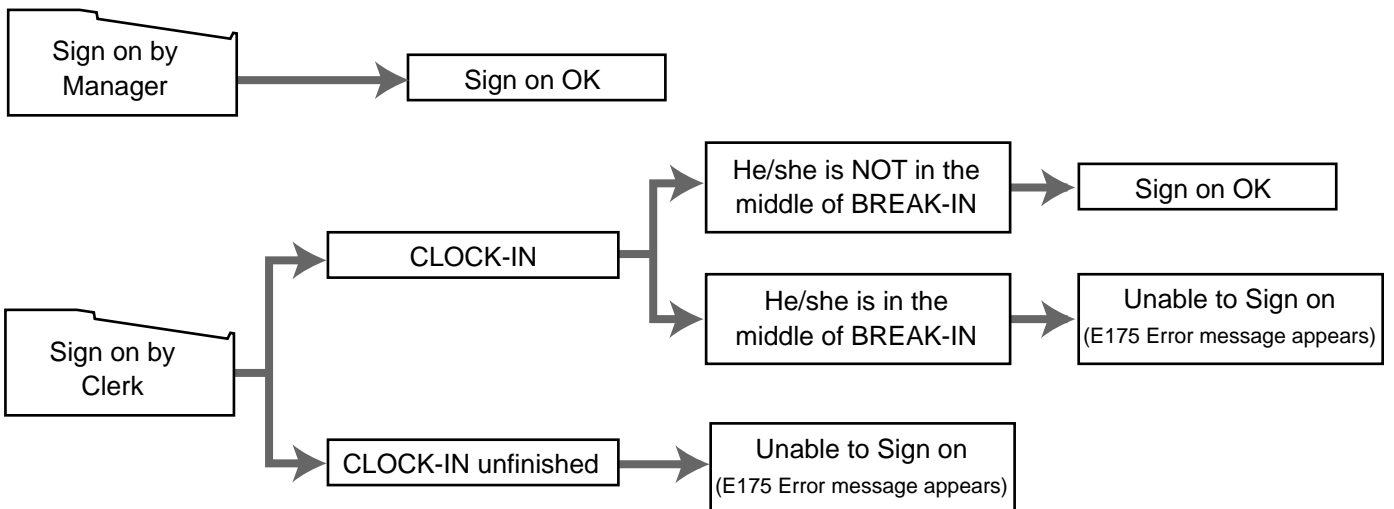 Sign on by
Manager
Sign on OK
He/she is NOT in the
middle of BREAK-IN
Sign on OK
CLOCK-IN
He/she is in the
middle of BREAK-IN
Unable to Sign on
(E175 Error message appears)
Sign on by
Clerk
CLOCK-IN unfinished
Unable to Sign on
(E175 Error message appears)